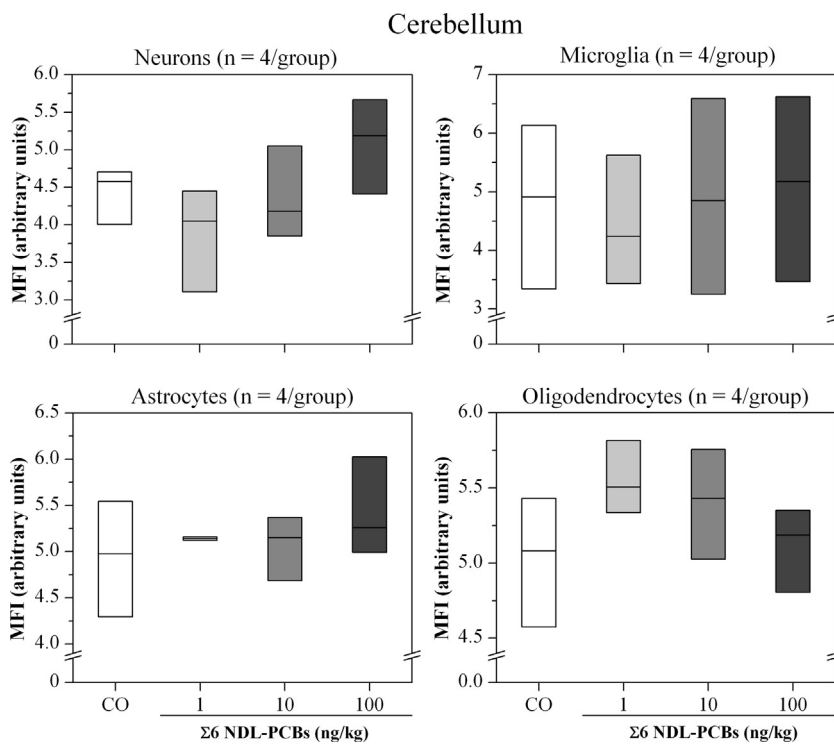 Cerebellum
Neurons (n = 4/group)
MFI (arbitrary units)
6.0
5.5
5.0
4.5
4.0
3.5
3.0
0
Microglia (n = 4/group)
MFI (arbitrary units)
7
6
5
4
3
0
Astrocytes (n = 4/group)
MFI (arbitrary units)
6.5
6.0
5.5
5.0
4.5
4.0
0
CO 1 10 100
Σ6 NDL-PCBs (ng/kg)
Oligodendrocytes (n = 4/group)
MFI (arbitrary units)
6.0
5.5
5.0
4.5
0.0
CO 1 10 100
Σ6 NDL-PCBs (ng/kg)